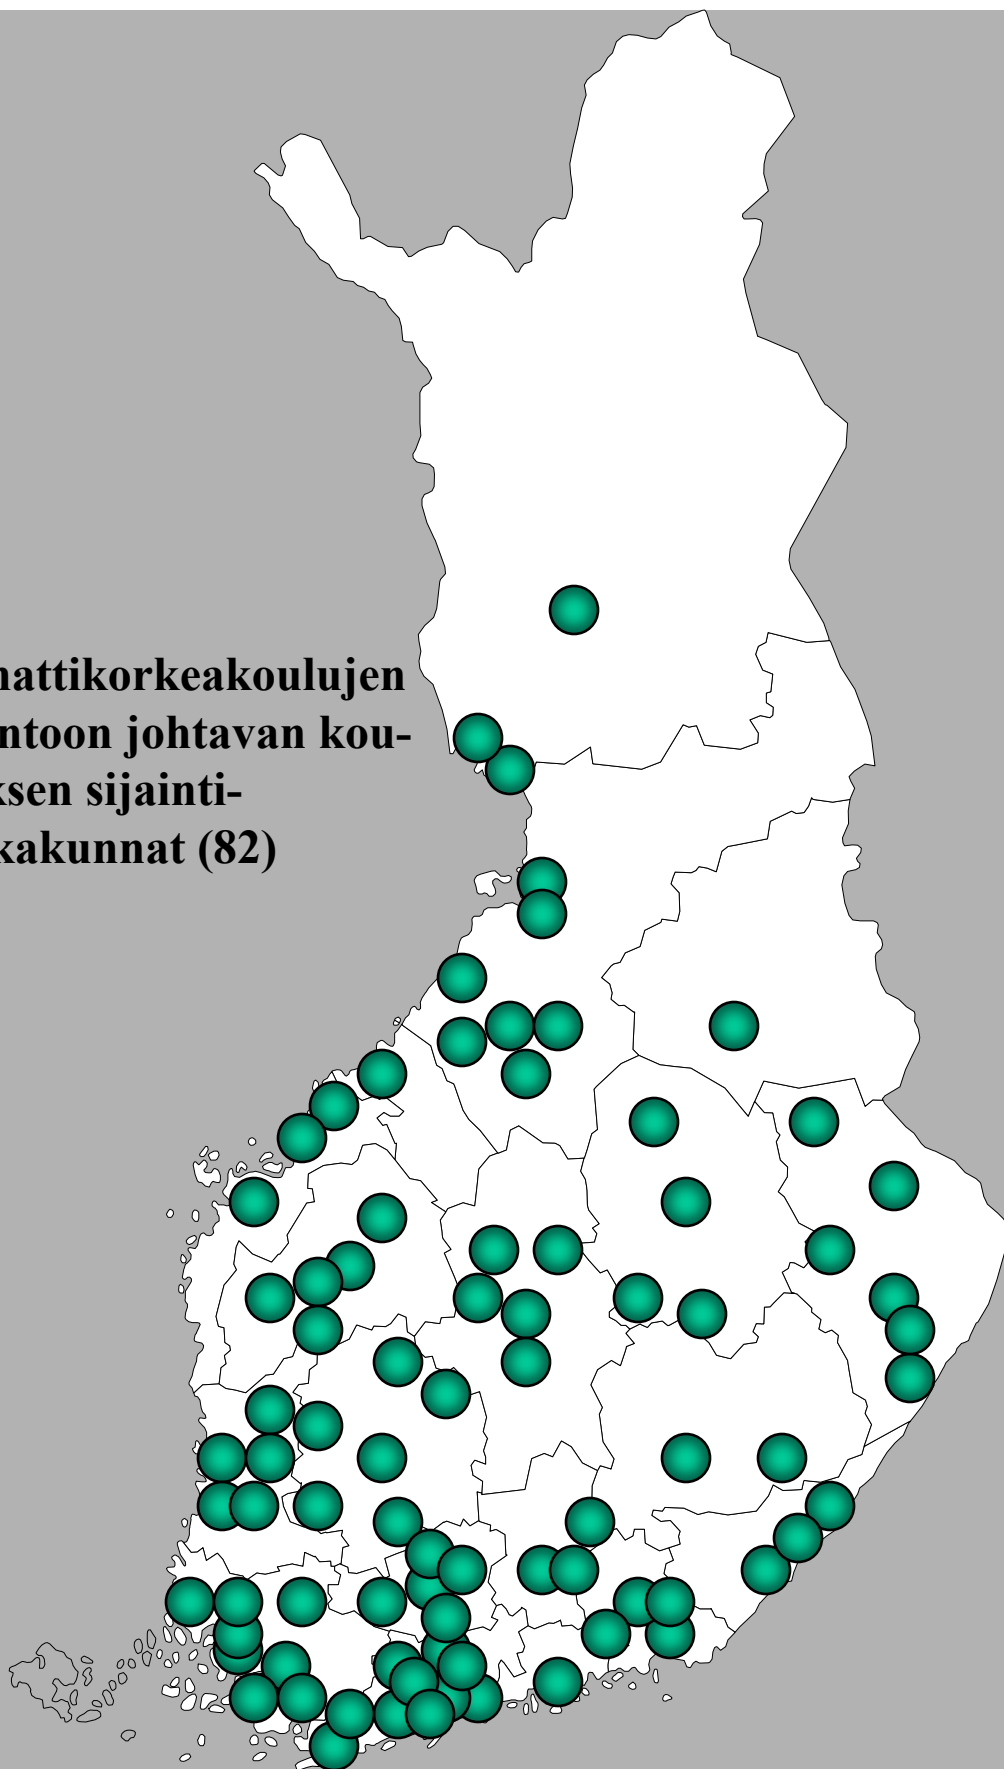 nattikorkeakoulujen
ntoon johtavan kou-
ksen sijainti-
kakunnat (82)